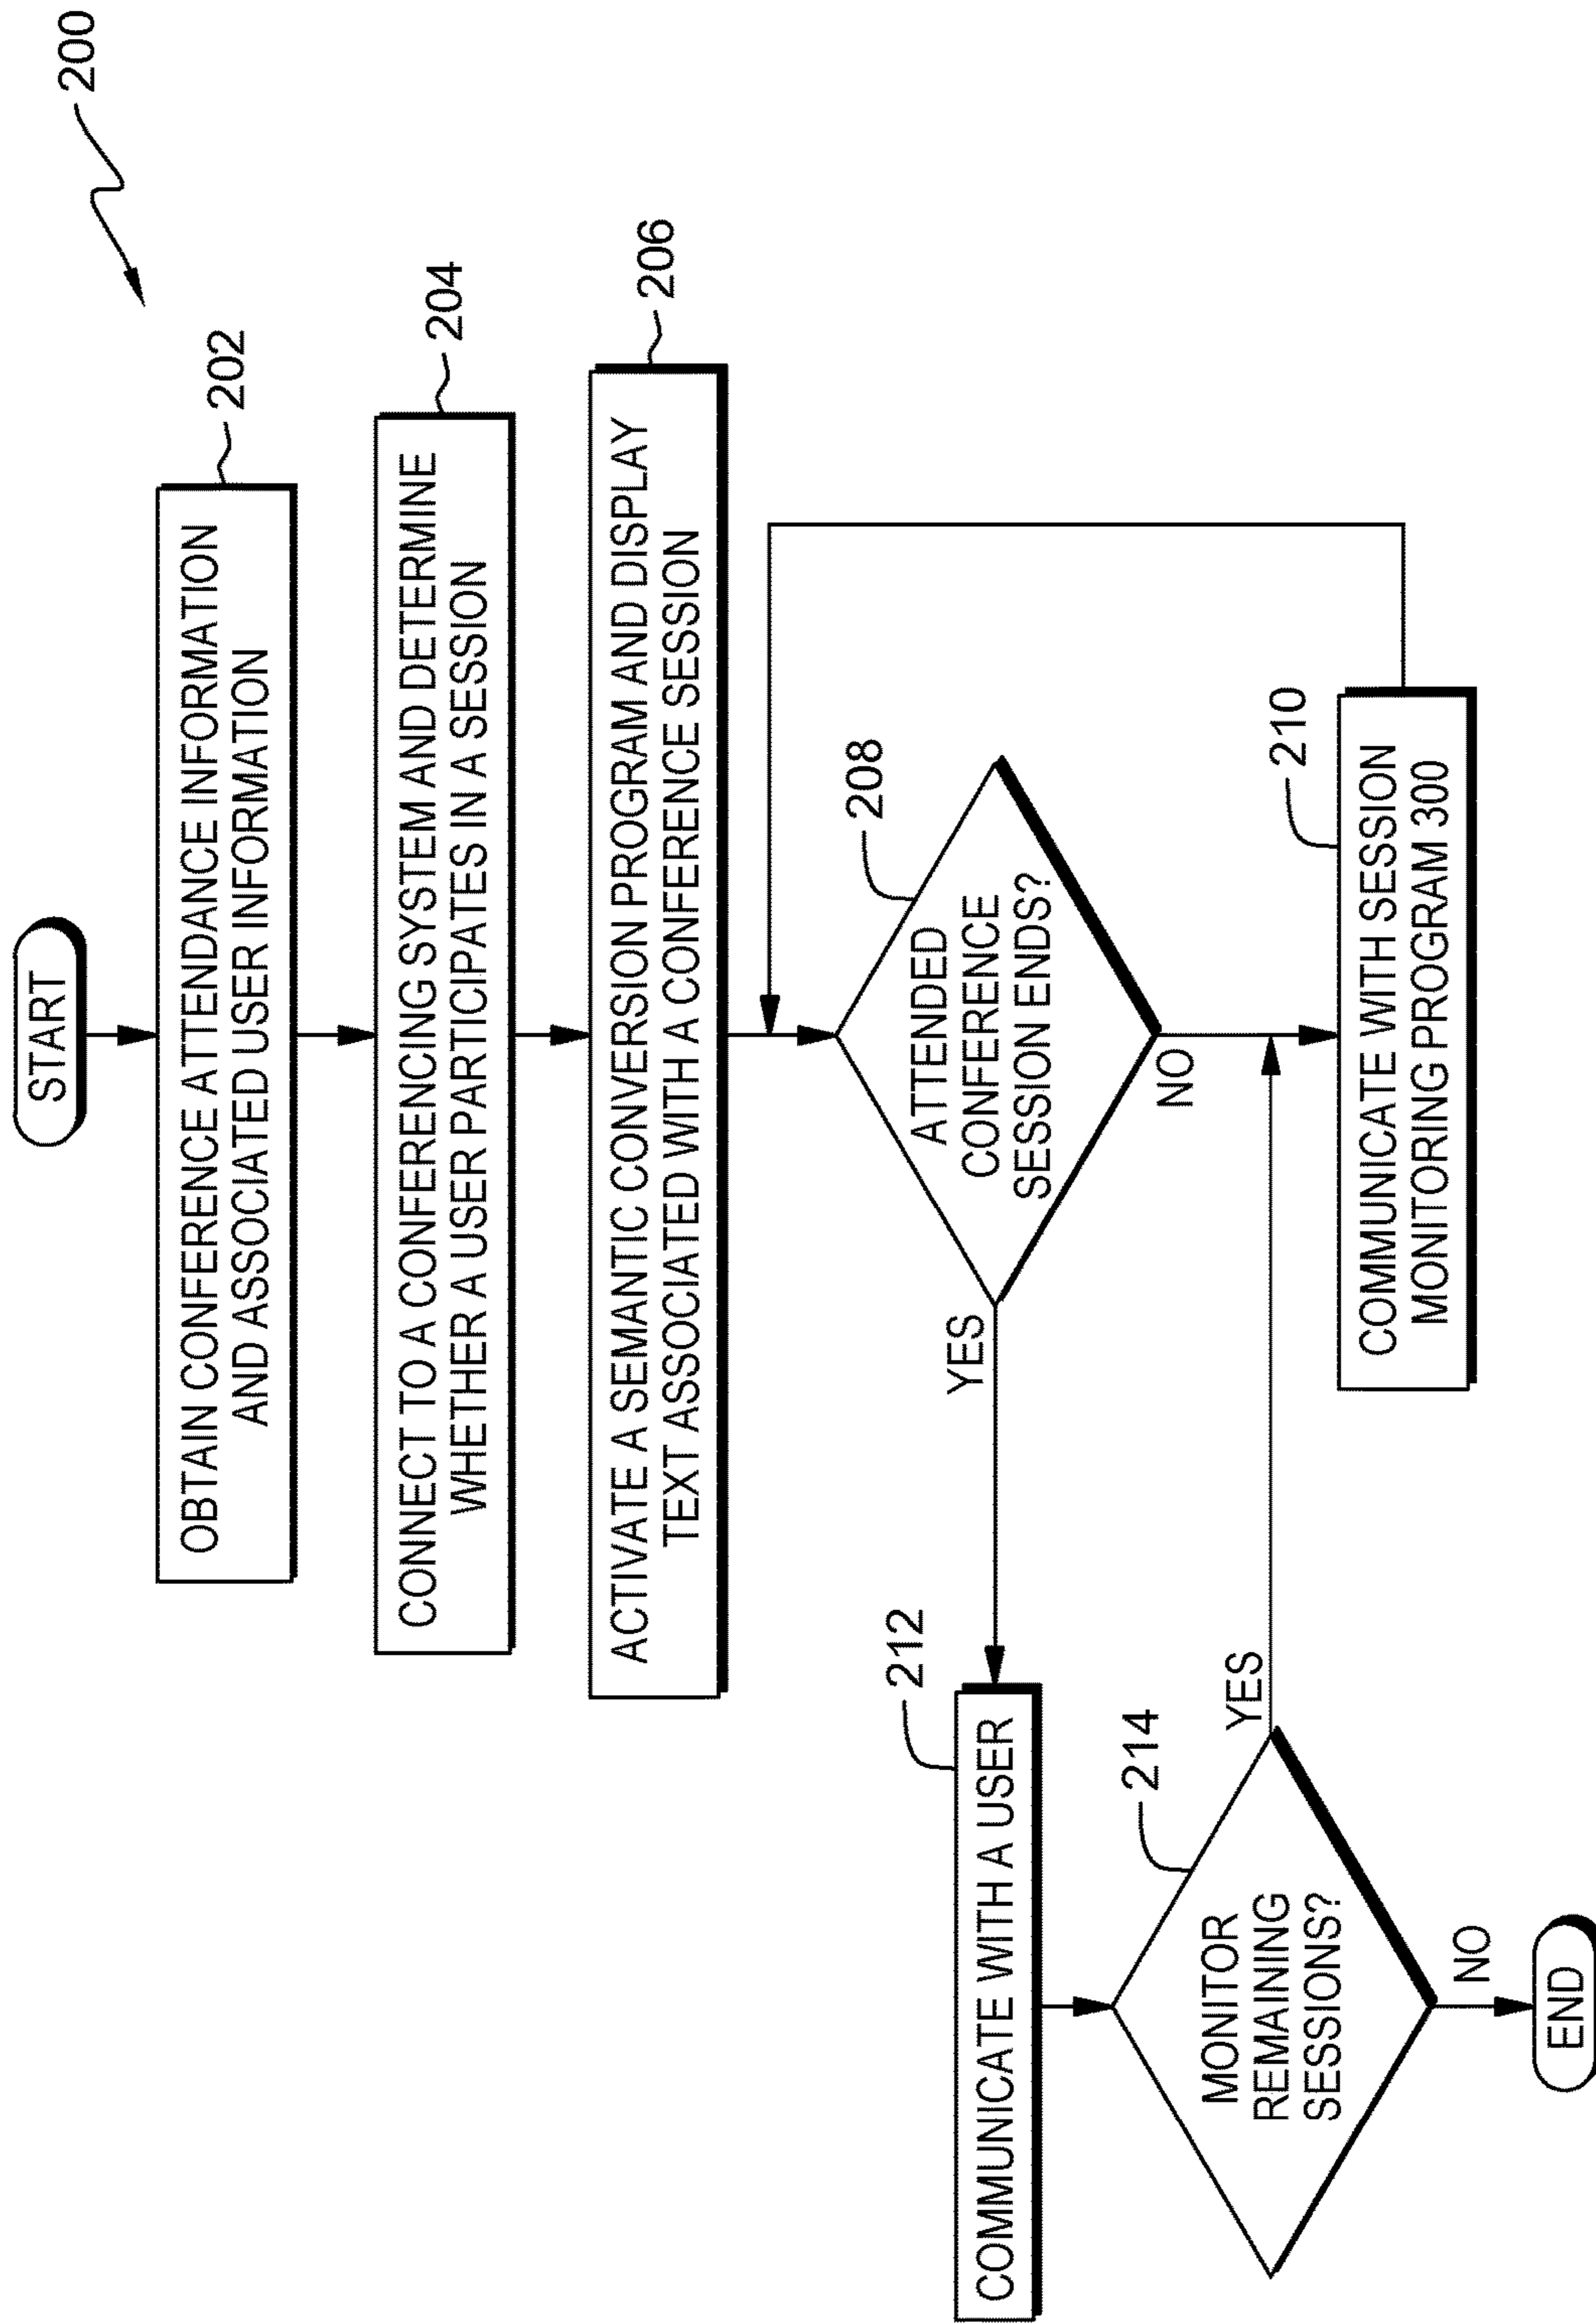 200
START
OBTAIN CONFERENCE ATTENDANCE INFORMATION
AND ASSOCIATED USER INFORMATION
202
CONNECT TO A CONFERENCING SYSTEM AND DETERMINE
WHETHER A USER PARTICIPATES IN A SESSION
204
ACTIVATE A SEMANTIC CONVERSION PROGRAM AND DISPLAY
TEXT ASSOCIATED WITH A CONFERENCE SESSION
206
ATTENDED
CONFERENCE
SESSION ENDS?
208
YES
NO
COMMUNICATE WITH SESSION
MONITORING PROGRAM 300
210
COMMUNICATE WITH A USER
212
MONITOR
REMAINING
SESSIONS?
214
YES
NO
END